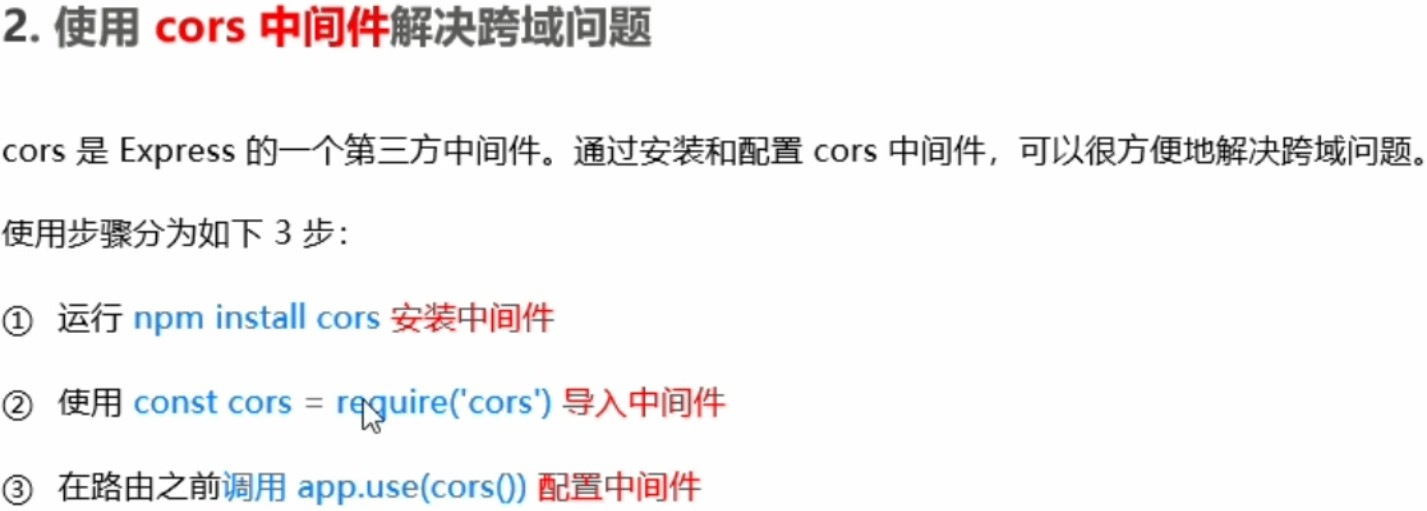 2. 使用 cors 中间件解决跨域问题
cors 是 Express 的一个第三方中间件。通过安装和配置 cors 中间件，可以很方便地解决跨域问题。
使用步骤分为如下 3 步：
① 运行 npm install cors 安装中间件
② 使用 const cors = require('cors') 导入中间件
③ 在路由之前调用 app.use(cors()) 配置中间件